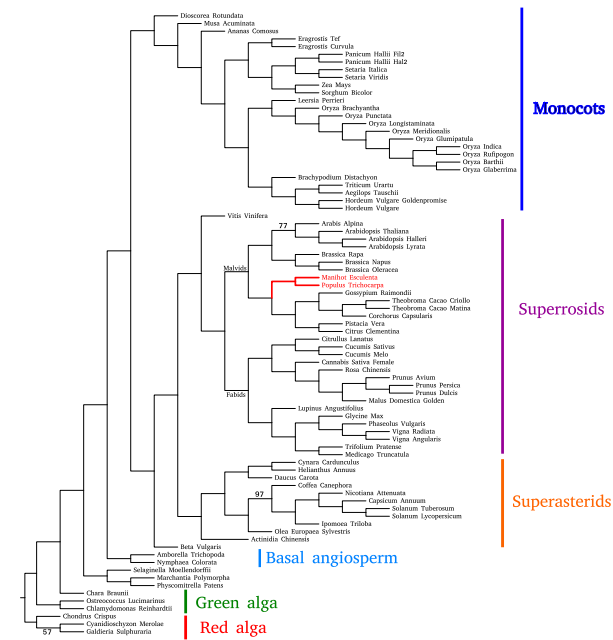 Dioscorea Rotundata
Musa Acuminata
Ananas Comosus
Eragrostis Tef
Eragrostis Curvula
Panicum Hallii Fil2
Panicum Hallii Hal2
Setaria Italica
Setaria Viridis
Zea Mays
Sorghum Bicolor
Leersia Perrieri
Oryza Brachyantha
Monocots
Oryza Punctata
Oryza Longistaminata
Oryza Meridionalis
Oryza Glumipatula
Oryza Indica
Oryza Rufipogon
Oryza Barthii
Oryza Glaberrima
Brachypodium Distachyon
Triticum Urartu
Aegilops Tauschii
Hordeum Vulgare Goldenpromise
Hordeum Vulgare
Vitis Vinifera
77
Arabis Alpina
Arabidopsis Thaliana
Arabidopsis Halleri
Arabidopsis Lyrata
Brassica Rapa
Brassica Napus
Malvids
Brassica Oleracea
Manihot Esculenta
Populus Trichocarpa
Gossypium Raimondii
Theobroma Cacao Criollo
Theobroma Cacao Matina
Superrosids
Corchorus Capsularis
Pistacia Vera
Citrus Clementina
Citrullus Lanatus
Cucumis Sativus
Cucumis Melo
Cannabis Sativa Female
Rosa Chinensis
Prunus Avium
Prunus Persica
Prunus Dulcis
Fabids
Malus Domestica Golden
Lupinus Angustifolius
Glycine Max
Phaseolus Vulgaris
Vigna Radiata
Vigna Angularis
Trifolium Pratense
Medicago Truncatula
Cynara Cardunculus
Helianthus Annuus
Daucus Carota
Coffea Canephora
97
Nicotiana Attenuata
Capsicum Annuum
Superasterids
Solanum Tuberosum
Solanum Lycopersicum
Ipomoea Triloba
Olea Europaea Sylvestris
Actinidia Chinensis
Beta Vulgaris
Amborella Trichopoda
Basal angiosperm
Nymphaea Colorata
Selaginella Moellendorffii
Marchantia Polymorpha
Physcomitrella Patens
Chara Braunii
Ostreococcus Lucimarinus
Green alga
Chlamydomonas Reinhardtii
Chondrus Crispus
Cyanidioschyzon Merolae
Red alga
57
Galdieria Sulphuraria